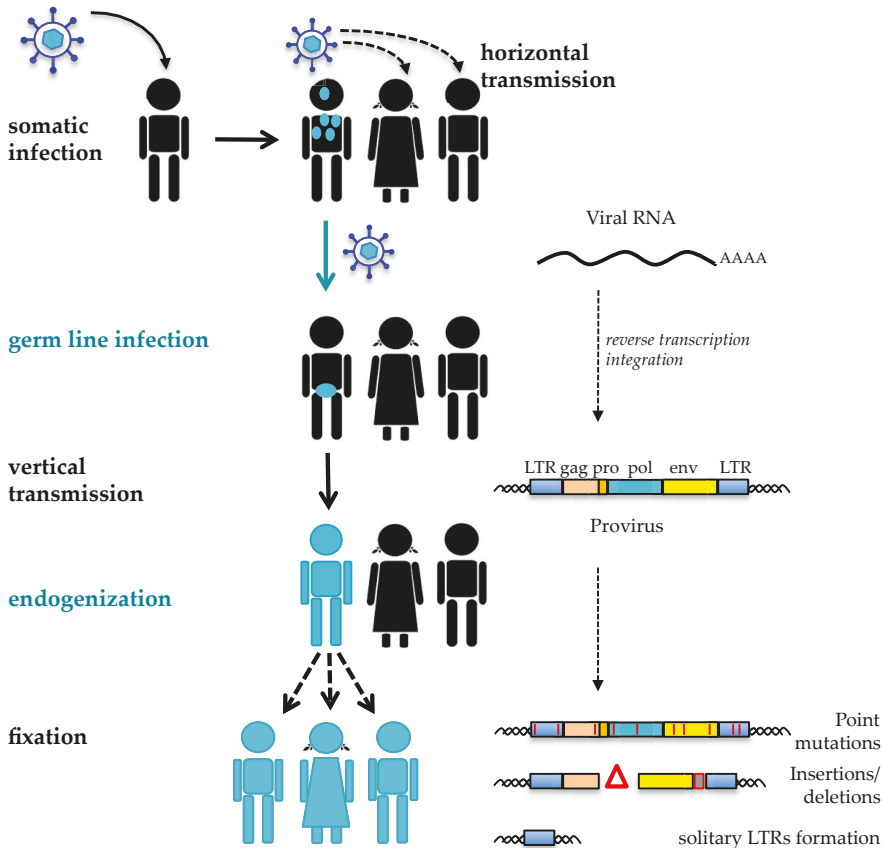 horizontal
transmission
somatic
infection
Viral RNA
AAAA
germ line infection
reverse transcription
integration
vertical
transmission
LTR gag pro pol env LTR
Provirus
endogenization
fixation
Point
mutations
Insertions/
deletions
solitary LTRs formation